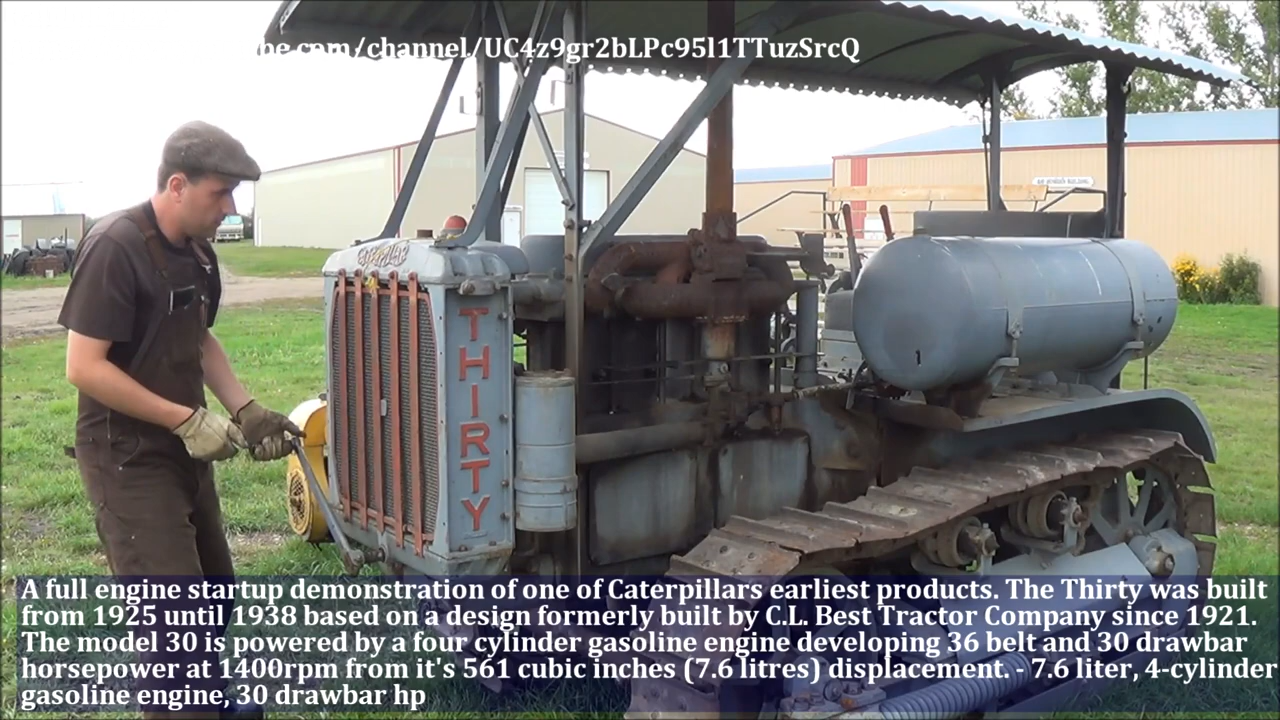 be.com/channel/UC4z9gr2bLPc95l1TTuzSrcQ
CATERPILLAR
THIRTY
1
A full engine startup demonstration of one of Caterpillars earliest products. The Thirty was built
from 1925 until 1938 based on a design formerly built by C.L. Best Tractor Company since 1921.
The model 30 is powered by a four cylinder gasoline engine developing 36 belt and 30 drawbar
horsepower at 1400rpm from it's 561 cubic inches (7.6 litres) displacement. - 7.6 liter, 4-cylinder
gasoline engine, 30 drawbar hp